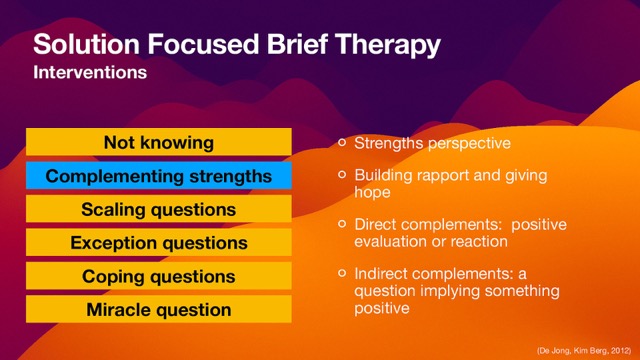 Solution Focused Brief Therapy
Interventions
Not knowing
Complementing strengths
Scaling questions
Exception questions
Coping questions
Miracle question
Strengths perspective
Building rapport and giving
hope
Direct complements:  positive
evaluation or reaction
Indirect complements: a
question implying something
positive
(De Jong, Kim Berg, 2012)